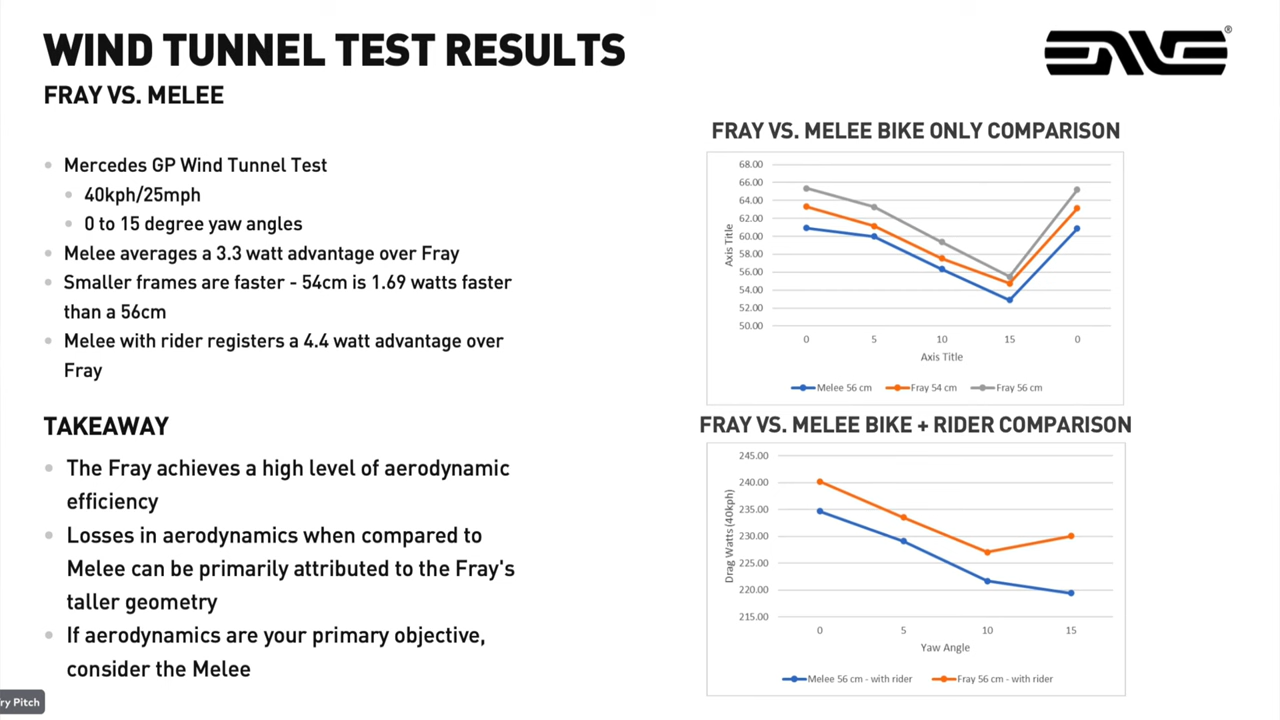 WIND TUNNEL TEST RESULTS
FRAY VS. MELEE
ENVE®
Mercedes GP Wind Tunnel Test
40kph/25mph
0 to 15 degree yaw angles
Melee averages a 3.3 watt advantage over Fray
Smaller frames are faster - 54cm is 1.69 watts faster
than a 56cm
Melee with rider registers a 4.4 watt advantage over
Fray
TAKEAWAY
The Fray achieves a high level of aerodynamic
efficiency
Losses in aerodynamics when compared to
Melee can be primarily attributed to the Fray's
taller geometry
If aerodynamics are your primary objective,
consider the Melee
ry Pitch
FRAY VS. MELEE BIKE ONLY COMPARISON
68.00
66.00
64.00
62.00
60.00
58.00
56.00
54.00
52.00
50.00
Axis Title
0 5 10 15 0
Axis Title
Melee 56 cm Fray 54 cm Fray 56 cm
FRAY VS. MELEE BIKE + RIDER COMPARISON
245.00
240.00
235.00
230.00
225.00
220.00
215.00
Drag Watts (40kph)
0 5 10 15
Yaw Angle
Melee 56 cm - with rider Fray 56 cm - with rider